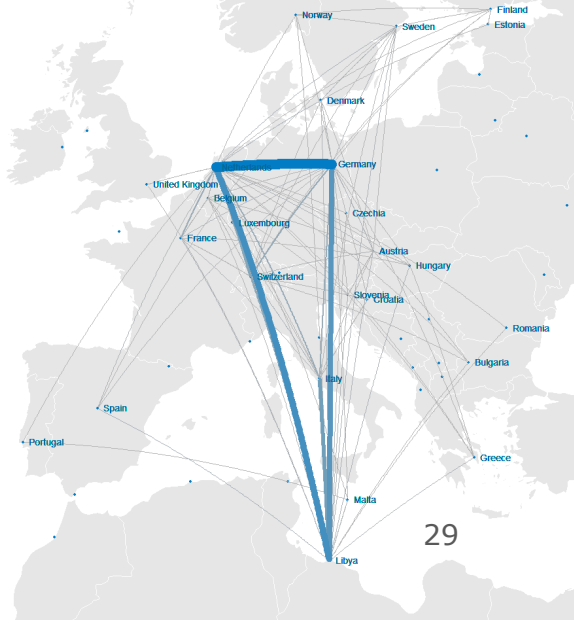 Norway
Finland
Sweden
Estonia
Denmark
Netherlands
Germany
United Kingdom
Belgium
Czechia
Luxembourg
France
Austria
Hungary
Switzerland
Slovenia
Croatia
Romania
Bulgaria
Italy
Spain
Portugal
Greece
Malta
29
Libya